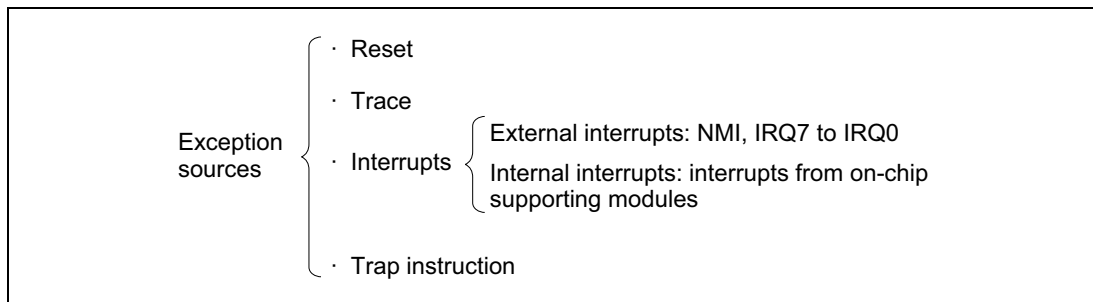 Exception
sources
· Reset
· Trace
· Interrupts
External interrupts: NMI, IRQ7 to IRQ0
Internal interrupts: interrupts from on-chip
supporting modules
· Trap instruction